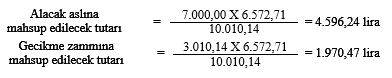 Alacak aslına
mahsup edilecek tutarı = 7.000,00 X 6.572,71 / 10.010,14 = 4.596,24 lira
Gecikme zammına
mahsup edilecek tutarı = 3.010,14 X 6.572,71 / 10.010,14 = 1.970,47 lira